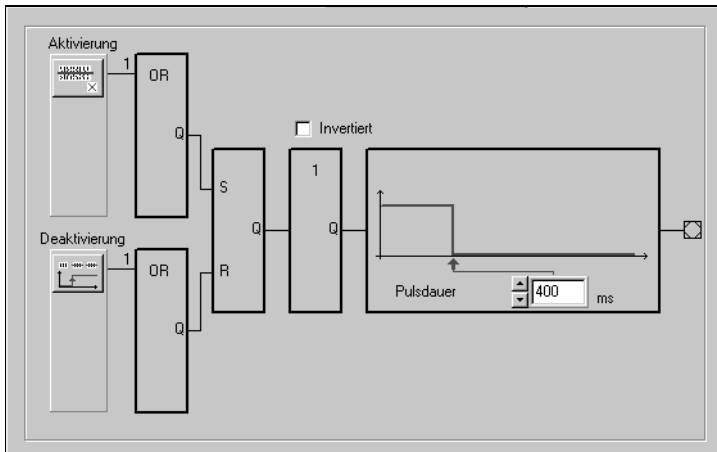 Aktivierung
1
OR
Q
Invertiert
S
1
Q
Q
Deaktivierung
1
OR
R
Q
Pulsdauer
400
ms